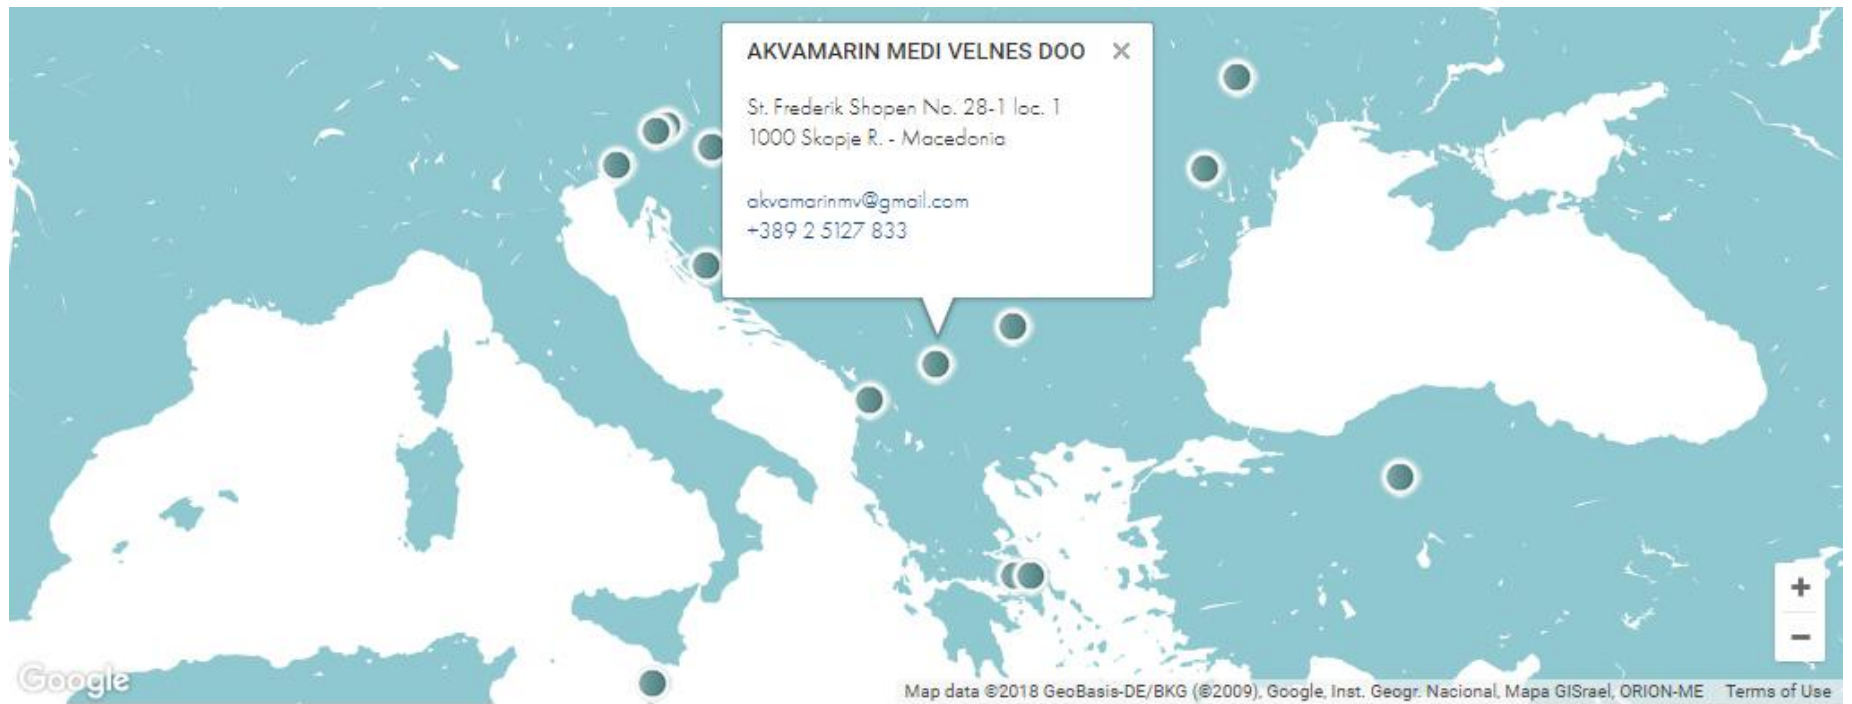 AKVAMARIN MEDI VELNES DOO
St. Frederik Shopen No. 28-1 loc. 1
1000 Skopje R. - Macedonia
akvamarinmv@gmail.com
+389 2 5127 833
+
−
Google
Map data ©2018 GeoBasis-DE/BKG (©2009), Google, Inst. Geogr. Nacional, Mapa GISrael, ORION-ME Terms of Use